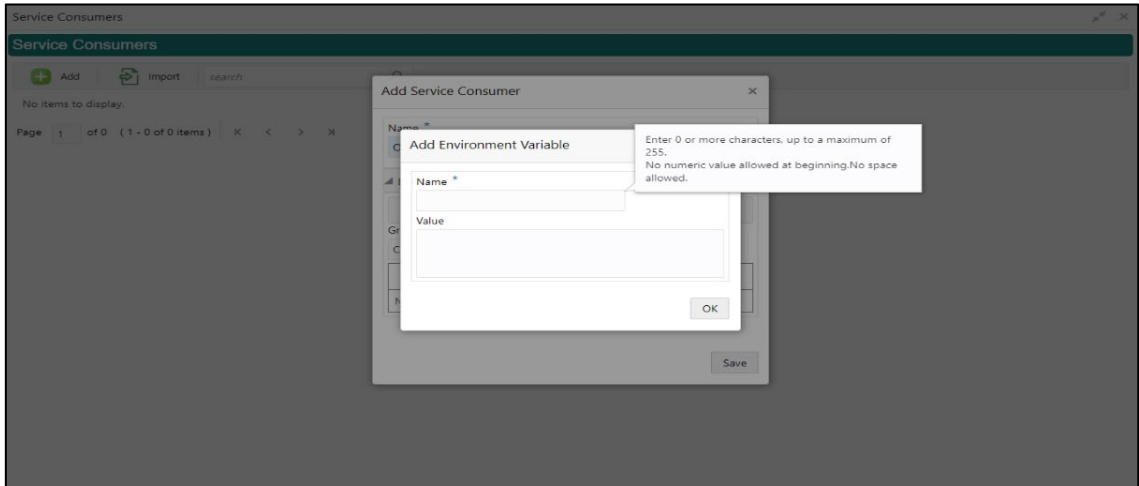 Service Consumers
Service Consumers
Add Import search
No items to display.
Page 1 of 0 (1 - 0 of 0 items)
Add Service Consumer
Name *
Add Environment Variable
Enter 0 or more characters, up to a maximum of
255.
No numeric value allowed at beginning.No space
allowed.
Name *
Value
OK
Save